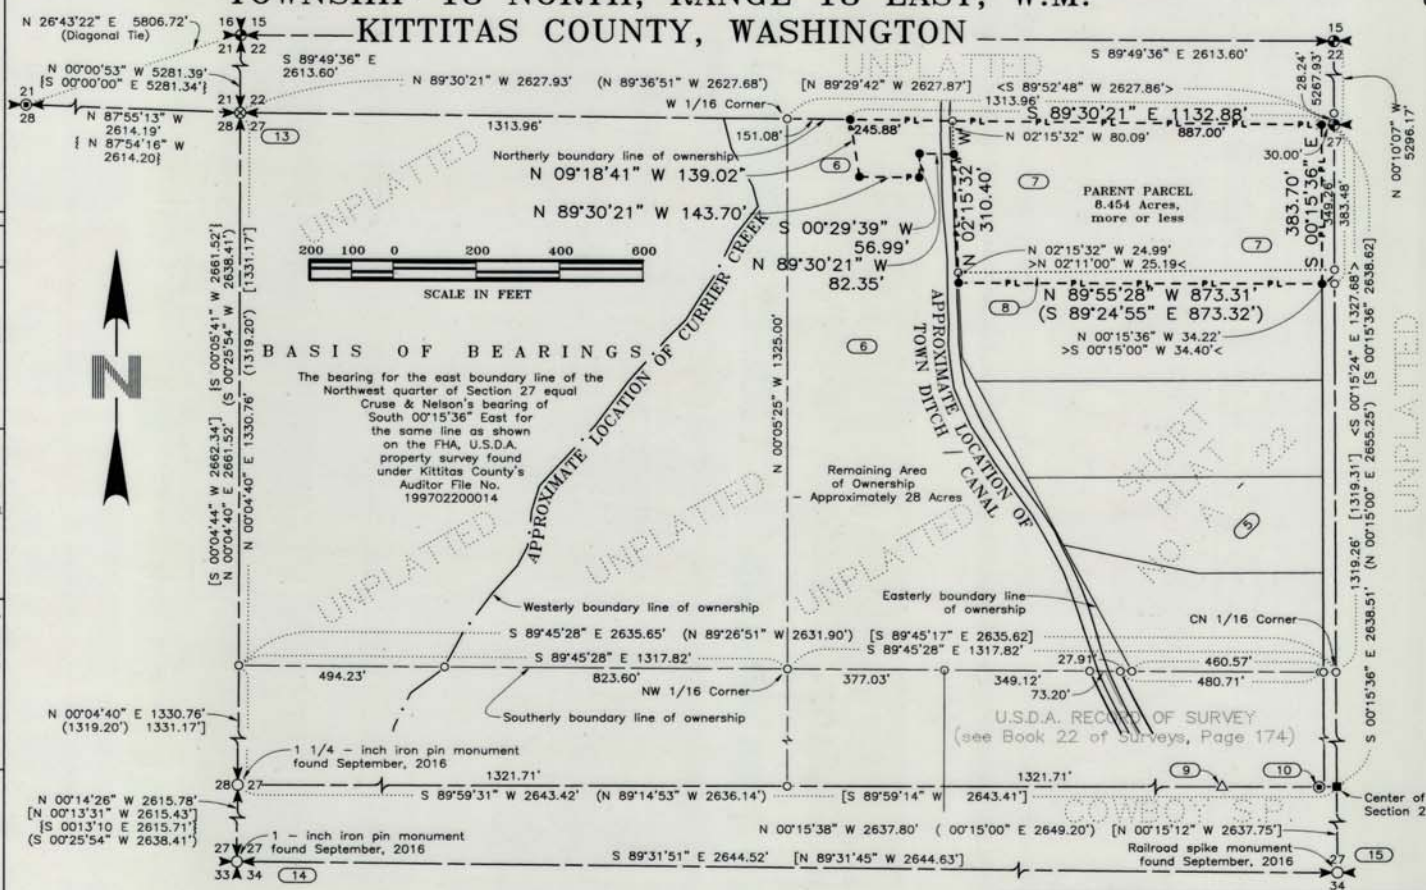 TOWNSHIP 18 NORTH, RANGE 18 EAST, W.M.
KITTITAS COUNTY, WASHINGTON
N 26°43'22" E 5806.72'
(Diagonal Tie)
16 15
21 22
S 89°49'36" E
2613.60'
S 89°49'36" E 2613.60'
15
22
N 00°00'53" W 5281.39'
{S 00°00'00" E 5281.34'}
N 89°30'21" W 2627.93' (N 89°36'51" W 2627.68') [N 89°29'42" W 2627.87'] <S 89°52'48" W 2627.86'>
UNPLATTED
288.24'
5267.93'
N 00°10'07" W
5296.17'
21
28
21 22
28 27
13
W 1/16 Corner
1313.96'
N 87°55'13" W
2614.19'
{ N 87°54'16" W
2614.20}
1313.96'
151.08'
245.88'
S 89°30'21" E 1132.88'
PL PL PL PL PL PL
N 02°15'32" W 80.09'
887.00'
30.00'
27
Northerly boundary line of ownership
N 09°18'41" W 139.02'
6
7
N 89°30'21" W 143.70'
PARENT PARCEL
8.454 Acres,
more or less
N 02°15'32" W
310.40'
383.70'
S 00°15'36" E
349.26'
383.48'
UNPLATTED
S 00°29'39" W
56.99'
7
N 89°30'21" W
82.35'
N 02°15'32" W 24.99'
>N 02°11'00" W 25.19<
200 100 0 200 400 600
SCALE IN FEET
PL PL PL PL PL
8
N 89°55'28" W 873.31'
(S 89°24'55" E 873.32')
N 00°15'36" W 34.22'
>S 00°15'00" W 34.40'<
[S 00°04'44" W 2662.34'] {S 00°05'41" W 2661.52'}
N 00°04'40" E 2661.52' (S 00°25'54" W 2638.41')
N 00°04'40" E 1330.76' (1319.20') [1331.17']
BASIS OF BEARINGS
The bearing for the east boundary line of the
Northwest quarter of Section 27 equal
Cruse & Nelson's bearing of
South 00°15'36" East for
the same line as shown
on the FHA, U.S.D.A.
property survey found
under Kittitas County's
Auditor File No.
199702200014
APPROXIMATE LOCATION OF CURRIER CREEK
N 00°05'25" W 1325.00'
6
APPROXIMATE LOCATION OF
TOWN DITCH / CANAL
Remaining Area
of Ownership
- Approximately 28 Acres
SHORT
PLAT
NO. A - 22
5
UNPLATTED
1319.26' [1319.31'] <S 00°15'24" E 1327.68'>
S 00°15'36" E 2638.51' (N 00°15'00" E 2655.25') [S 00°15'36" E 2638.62]
UNPLATTED
UNPLATTED
UNPLATTED
Westerly boundary line of ownership
Easterly boundary line
of ownership
CN 1/16 Corner
S 89°45'28" E 2635.65' (N 89°26'51" W 2631.90') [S 89°45'17" E 2635.62]
S 89°45'28" E 1317.82'
S 89°45'28" E 1317.82'
27.91'
460.57'
494.23'
823.60'
NW 1/16 Corner
377.03'
349.12'
73.20'
480.71'
Southerly boundary line of ownership
N 00°04'40" E 1330.76'
(1319.20') 1331.17']
U.S.D.A. RECORD OF SURVEY
(see Book 22 of Surveys, Page 174)
1 1/4 - inch iron pin monument
found September, 2016
28 27
1321.71'
1321.71'
9
10
S 89°59'31" W 2643.42' (N 89°14'53" W 2636.14') [S 89°59'14" W 2643.41']
COWBOY S.P.
Center of
Section 2
N 00°14'26" W 2615.78'
[N 00°13'31" W 2615.43']
{S 0013'10 E 2615.71'}
(S 00°25'54" W 2638.41')
N 00°15'38" W 2637.80' ( 00°15'00" E 2649.20') [N 00°15'12" W 2637.75']
1 - inch iron pin monument
found September, 2016
Railroad spike monument
found September, 2016
27 27
33 34
14
S 89°31'51" E 2644.52' [N 89°31'45" W 2644.63']
27
34
15